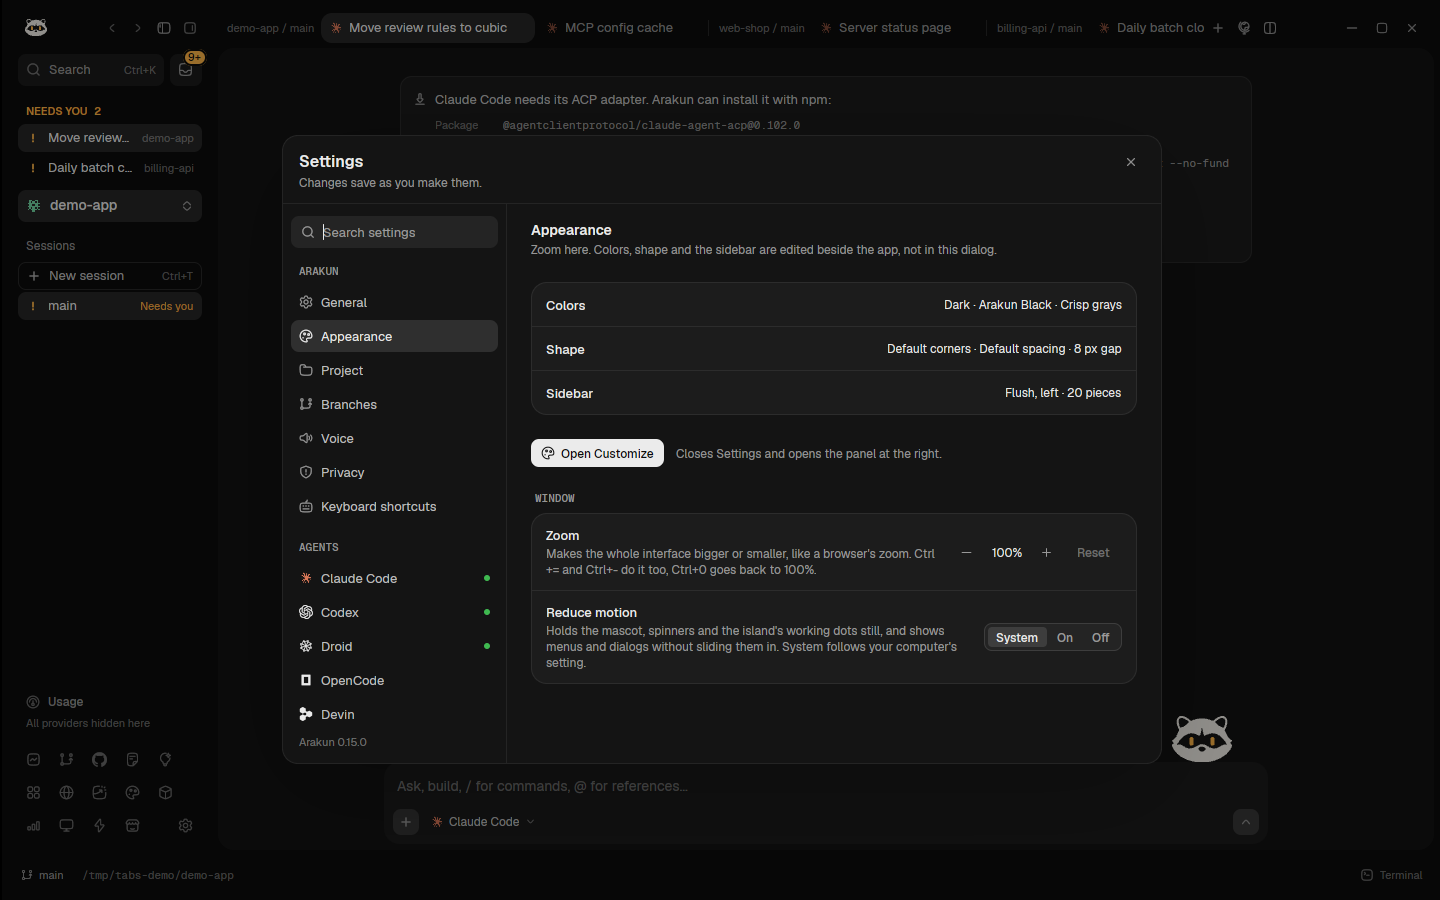 demo-app / main
Move review rules to cubic
MCP config cache
web-shop / main
Server status page
billing-api / main
Daily batch clo
Search
Ctrl+K
9+
NEEDS YOU 2
! Move review... demo-app
! Daily batch c... billing-api
demo-app
Sessions
New session Ctrl+T
! main Needs you
Usage
All providers hidden here
Claude Code needs its ACP adapter. Arakun can install it with npm:
Package @agentclientprotocol/claude-agent-acp@0.102.0
--no-fund
Settings
Changes save as you make them.
Search settings
ARAKUN
General
Appearance
Project
Branches
Voice
Privacy
Keyboard shortcuts
AGENTS
Claude Code
Codex
Droid
OpenCode
Devin
Arakun 0.15.0
Appearance
Zoom here. Colors, shape and the sidebar are edited beside the app, not in this dialog.
Colors Dark · Arakun Black · Crisp grays
Shape Default corners · Default spacing · 8 px gap
Sidebar Flush, left · 20 pieces
Open Customize Closes Settings and opens the panel at the right.
WINDOW
Zoom
Makes the whole interface bigger or smaller, like a browser's zoom. Ctrl
+= and Ctrl+- do it too, Ctrl+0 goes back to 100%.
100%
Reset
Reduce motion
Holds the mascot, spinners and the island's working dots still, and shows
menus and dialogs without sliding them in. System follows your computer's
setting.
System On Off
Ask, build, / for commands, @ for references...
Claude Code
main /tmp/tabs-demo/demo-app
Terminal